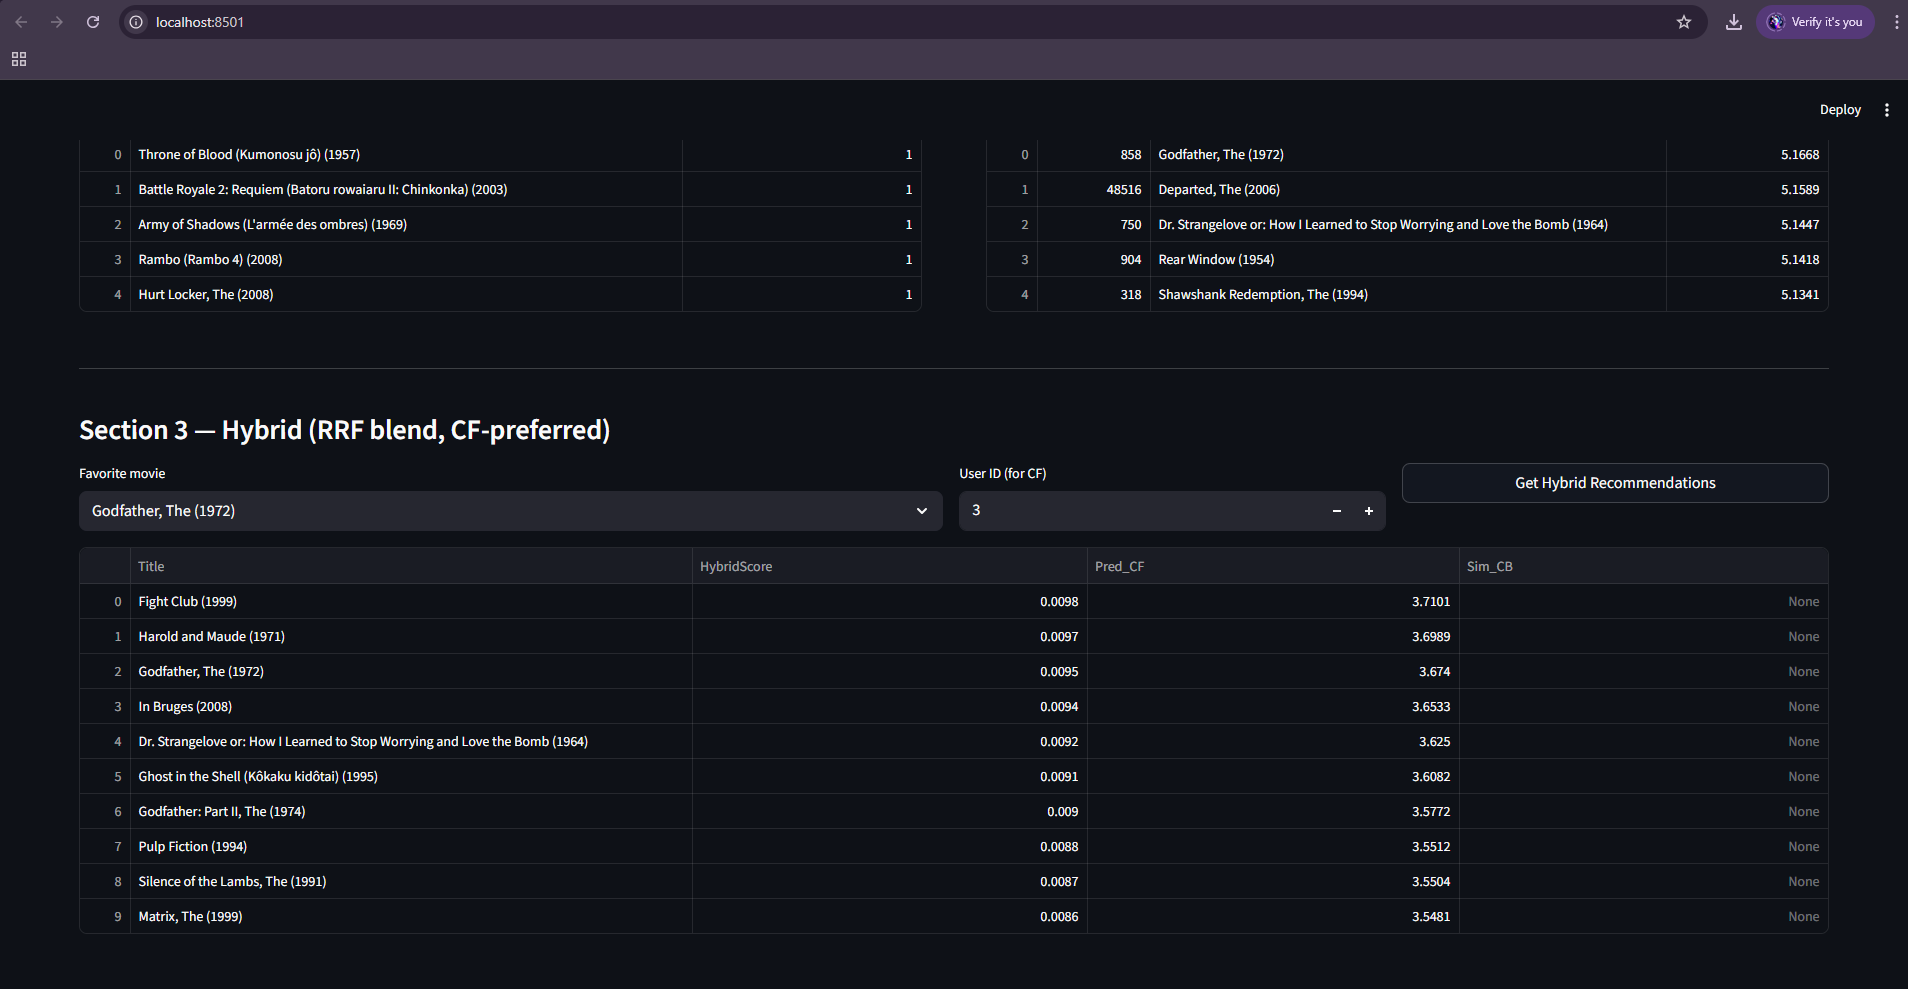 localhost:8501
Verify it's you
Deploy
0 Throne of Blood (Kumonosu jô) (1957) 1
1 Battle Royale 2: Requiem (Batoru rowaiaru II: Chinkonka) (2003) 1
2 Army of Shadows (L'armée des ombres) (1969) 1
3 Rambo (Rambo 4) (2008) 1
4 Hurt Locker, The (2008) 1
0 858 Godfather, The (1972) 5.1668
1 48516 Departed, The (2006) 5.1589
2 750 Dr. Strangelove or: How I Learned to Stop Worrying and Love the Bomb (1964) 5.1447
3 904 Rear Window (1954) 5.1418
4 318 Shawshank Redemption, The (1994) 5.1341
Section 3 — Hybrid (RRF blend, CF-preferred)
Favorite movie
Godfather, The (1972)
User ID (for CF)
3
Get Hybrid Recommendations
Title HybridScore Pred_CF Sim_CB
0 Fight Club (1999) 0.0098 3.7101 None
1 Harold and Maude (1971) 0.0097 3.6989 None
2 Godfather, The (1972) 0.0095 3.674 None
3 In Bruges (2008) 0.0094 3.6533 None
4 Dr. Strangelove or: How I Learned to Stop Worrying and Love the Bomb (1964) 0.0092 3.625 None
5 Ghost in the Shell (Kôkaku kidôtai) (1995) 0.0091 3.6082 None
6 Godfather: Part II, The (1974) 0.009 3.5772 None
7 Pulp Fiction (1994) 0.0088 3.5512 None
8 Silence of the Lambs, The (1991) 0.0087 3.5504 None
9 Matrix, The (1999) 0.0086 3.5481 None